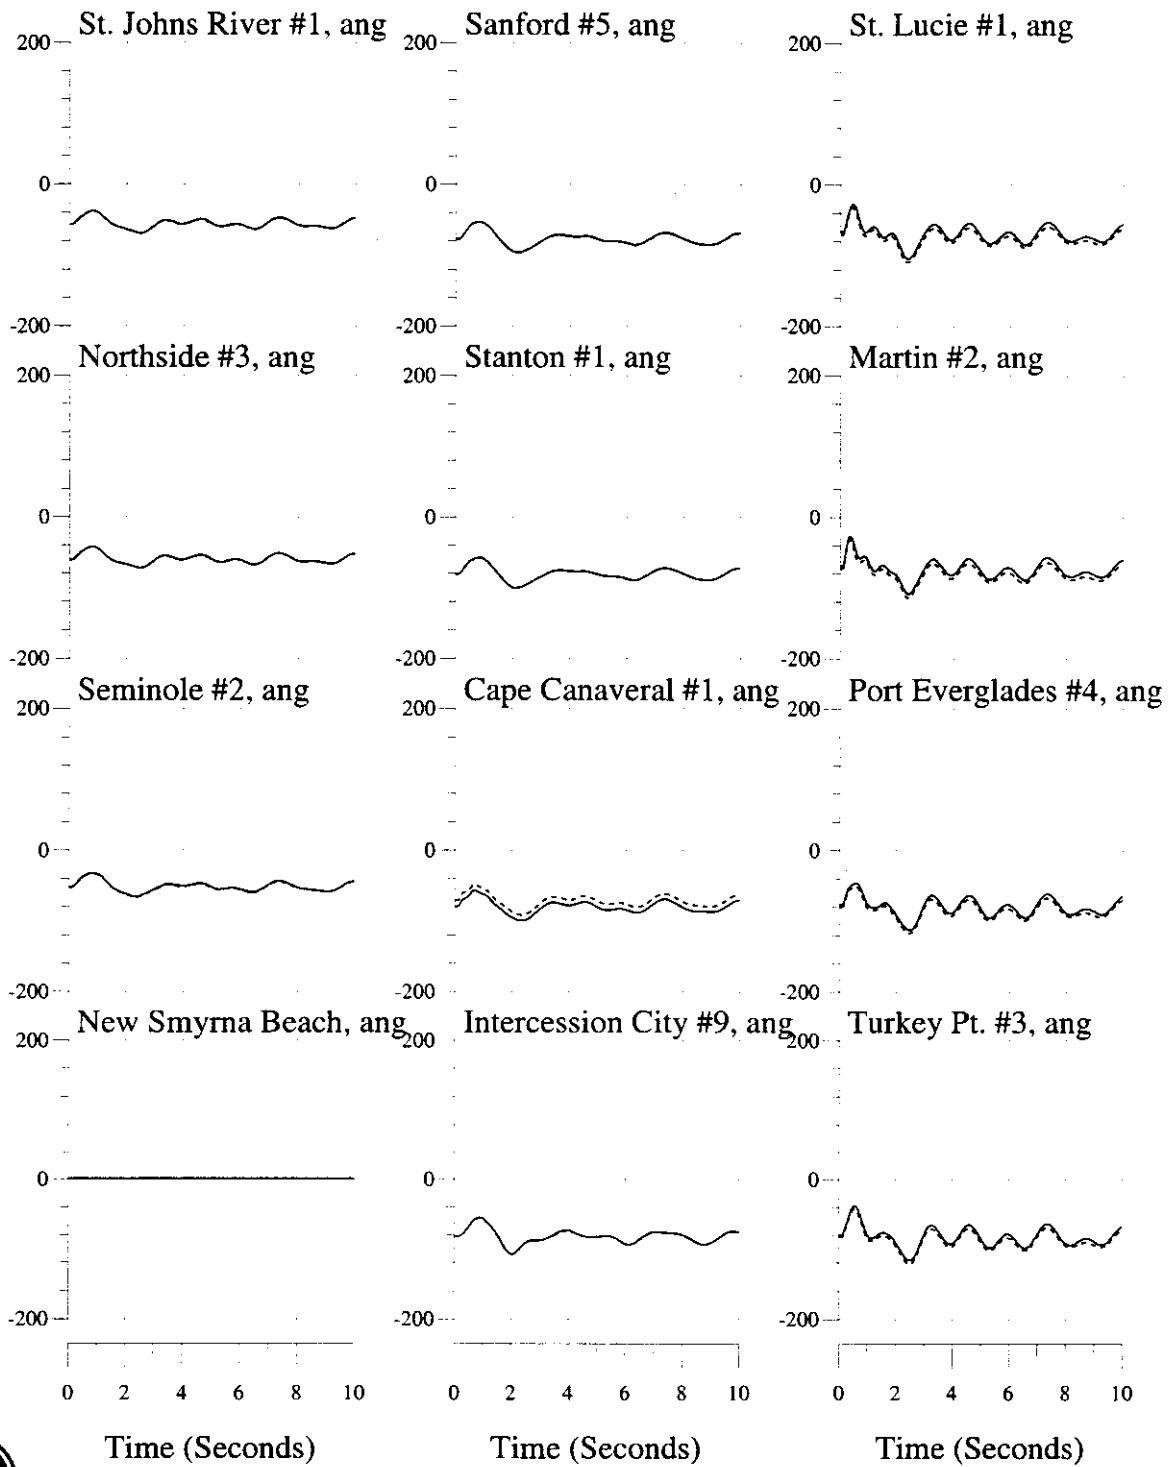 St. Johns River #1, ang
200
0
-200
Northside #3, ang
200
0
-200
Seminole #2, ang
200
0
-200
New Smyrna Beach, ang
200
0
-200
0 2 4 6 8 10
Time (Seconds)
Sanford #5, ang
200
0
-200
Stanton #1, ang
200
0
-200
Cape Canaveral #1, ang
200
0
-200
Intercession City #9, ang
200
0
-200
0 2 4 6 8 10
Time (Seconds)
St. Lucie #1, ang
200
0
-200
Martin #2, ang
200
0
-200
Port Everglades #4, ang
200
0
-200
Turkey Pt. #3, ang
200
0
-200
0 2 4 6 8 10
Time (Seconds)